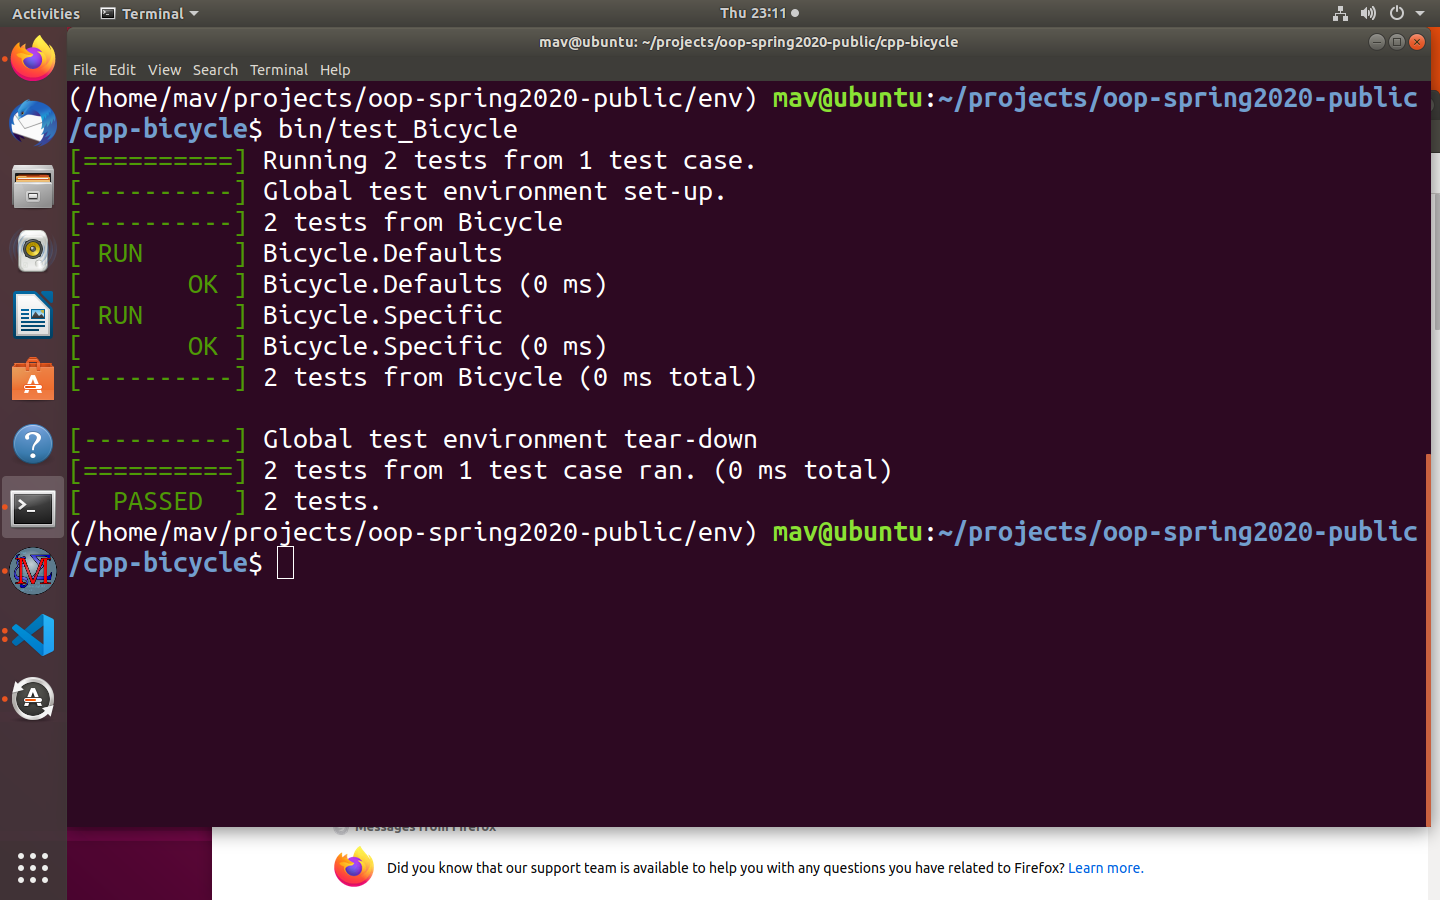 Activities Terminal Thu 23:11
mav@ubuntu: ~/projects/oop-spring2020-public/cpp-bicycle
File Edit View Search Terminal Help
(/home/mav/projects/oop-spring2020-public/env) mav@ubuntu:~/projects/oop-spring2020-public
/cpp-bicycle$ bin/test_Bicycle
[==========] Running 2 tests from 1 test case.
[----------] Global test environment set-up.
[----------] 2 tests from Bicycle
[ RUN      ] Bicycle.Defaults
[       OK ] Bicycle.Defaults (0 ms)
[ RUN      ] Bicycle.Specific
[       OK ] Bicycle.Specific (0 ms)
[----------] 2 tests from Bicycle (0 ms total)
[----------] Global test environment tear-down
[==========] 2 tests from 1 test case ran. (0 ms total)
[  PASSED  ] 2 tests.
(/home/mav/projects/oop-spring2020-public/env) mav@ubuntu:~/projects/oop-spring2020-public
/cpp-bicycle$
Messages from Firefox
Did you know that our support team is available to help you with any questions you have related to Firefox? Learn more.